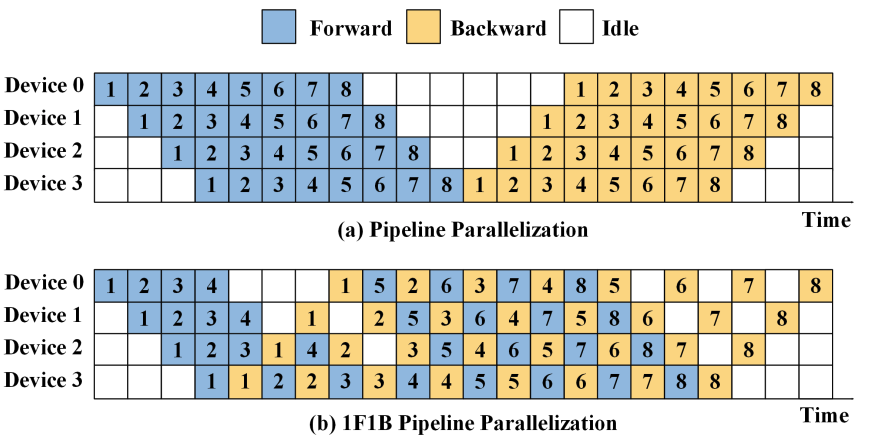 Forward Backward Idle
Device 0 1 2 3 4 5 6 7 8 1 2 3 4 5 6 7 8
Device 1 1 2 3 4 5 6 7 8 1 2 3 4 5 6 7 8
Device 2 1 2 3 4 5 6 7 8 1 2 3 4 5 6 7 8
Device 3 1 2 3 4 5 6 7 8 1 2 3 4 5 6 7 8
Time
(a) Pipeline Parallelization
Device 0 1 2 3 4 1 5 2 6 3 7 4 8 5 6 7 8
Device 1 1 2 3 4 1 2 5 3 6 4 7 5 8 6 7 8
Device 2 1 2 3 1 4 2 3 5 4 6 5 7 6 8 7 8
Device 3 1 1 2 2 3 3 4 4 5 5 6 6 7 7 8 8
Time
(b) 1F1B Pipeline Parallelization